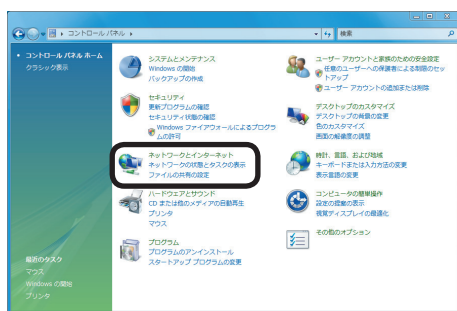 コントロール パネル
検索
コントロール パネル ホーム
クラシック表示
システムとメンテナンス
Windows の開始
バックアップの作成
セキュリティ
更新プログラムの確認
セキュリティ状態の確認
Windows ファイアウォールによるプログラ
ムの許可
ネットワークとインターネット
ネットワークの状態とタスクの表示
ファイルの共有の設定
ハードウェアとサウンド
CD または他のメディアの自動再生
プリンタ
マウス
プログラム
プログラムのアンインストール
スタートアップ プログラムの変更
ユーザー アカウントと家族のための安全設定
任意のユーザーへの保護者による制限のセッ
トアップ
ユーザー アカウントの追加または削除
デスクトップのカスタマイズ
デスクトップの背景の変更
色のカスタマイズ
画面の解像度の調整
時計、言語、および地域
キーボードまたは入力方法の変更
表示言語の変更
コンピュータの簡単操作
設定の提案の表示
視覚ディスプレイの最適化
その他のオプション
最近のタスク
マウス
Windows の開始
プリンタ